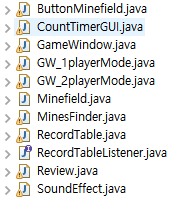 ButtonMinefield.java
CountTimerGUI.java
GameWindow.java
GW_1playerMode.java
GW_2playerMode.java
Minefield.java
MinesFinder.java
RecordTable.java
RecordTableListener.java
Review.java
SoundEffect.java